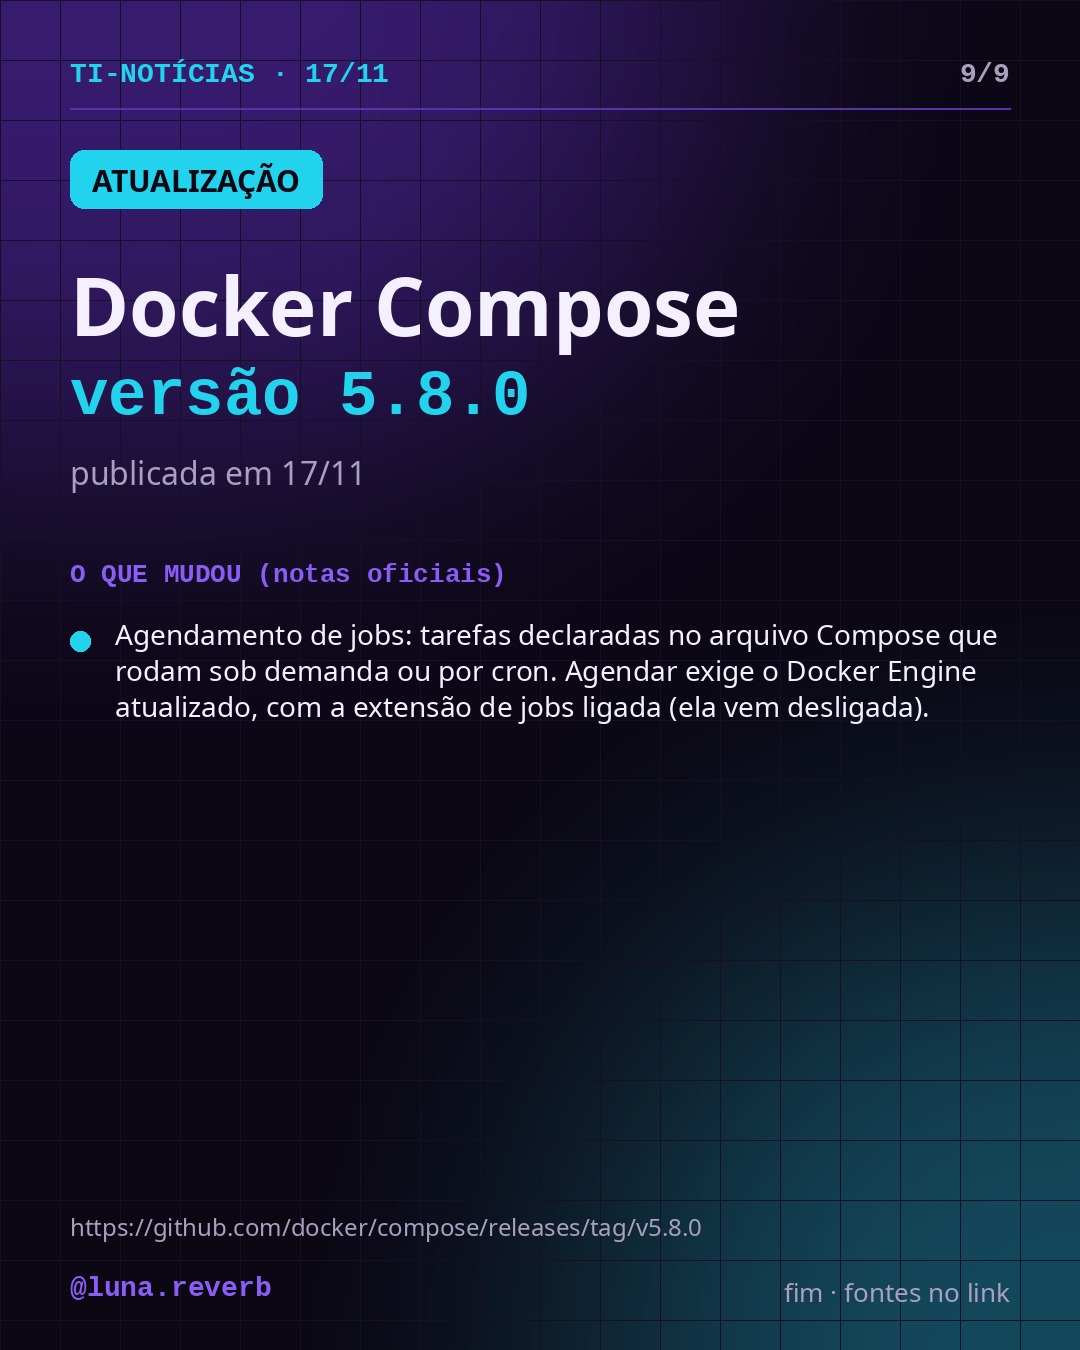 TI-NOTÍCIAS · 17/11
9/9
ATUALIZAÇÃO
Docker Compose
versão 5.8.0
publicada em 17/11
O QUE MUDOU (notas oficiais)
Agendamento de jobs: tarefas declaradas no arquivo Compose que
rodam sob demanda ou por cron. Agendar exige o Docker Engine
atualizado, com a extensão de jobs ligada (ela vem desligada).
https://github.com/docker/compose/releases/tag/v5.8.0
@luna.reverb
fim · fontes no link